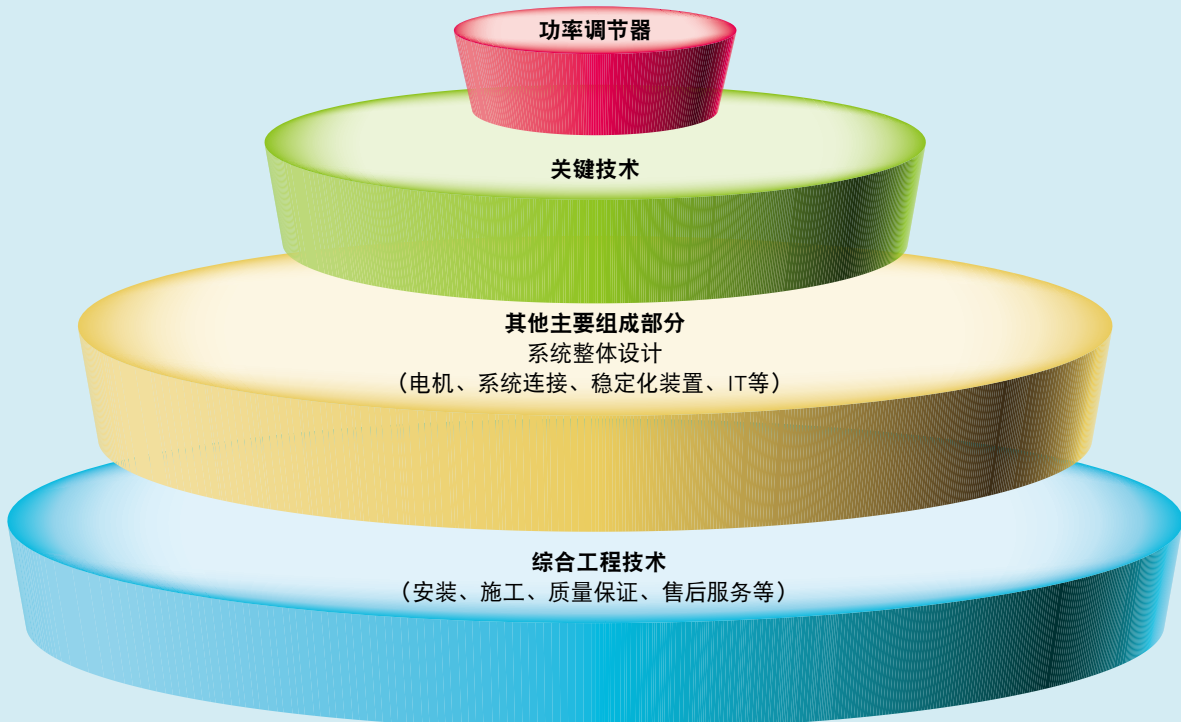 功率调节器
关键技术
其他主要组成部分
系统整体设计
（电机、系统连接、稳定化装置、IT等）
综合工程技术
（安装、施工、质量保证、售后服务等）